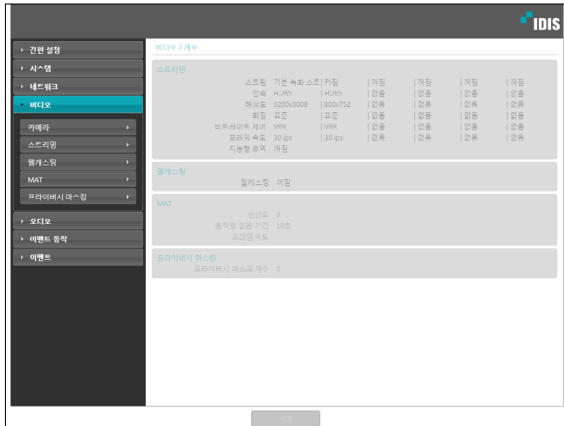 IDIS
간편 설정
시스템
네트워크
비디오
카메라
스트리밍
웹캐스팅
MAT
프라이버시 마스킹
오디오
이벤트 동작
이벤트
비디오 / 개요
스트리밍
스트림 기본 녹화 스트| 켜짐 | 꺼짐 | 꺼짐 | 꺼짐 | 꺼짐
압축 H.265 | H.265 | 없음 | 없음 | 없음 | 없음
해상도 3200x3008 | 800x752 | 없음 | 없음 | 없음 | 없음
화질 표준 | 표준 | 없음 | 없음 | 없음 | 없음
비트레이트 제어 VBR | VBR | 없음 | 없음 | 없음 | 없음
프레임 속도 30 ips | 30 ips | 없음 | 없음 | 없음 | 없음
지능형 코덱 꺼짐
웹캐스팅
웹캐스팅 꺼짐
MAT
민감도 3
움직임 없음 기간 10초
프레임 속도
프라이버시 마스킹
프라이버시 마스크 개수 0
저장